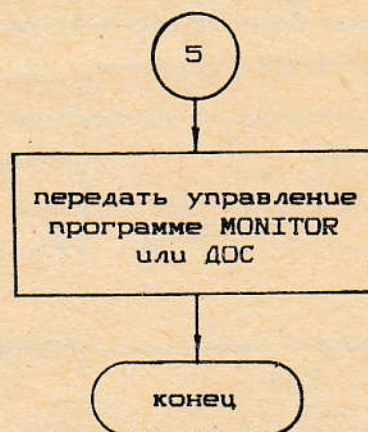 5
передать управление
программе MONITOR
или ДОС
конец